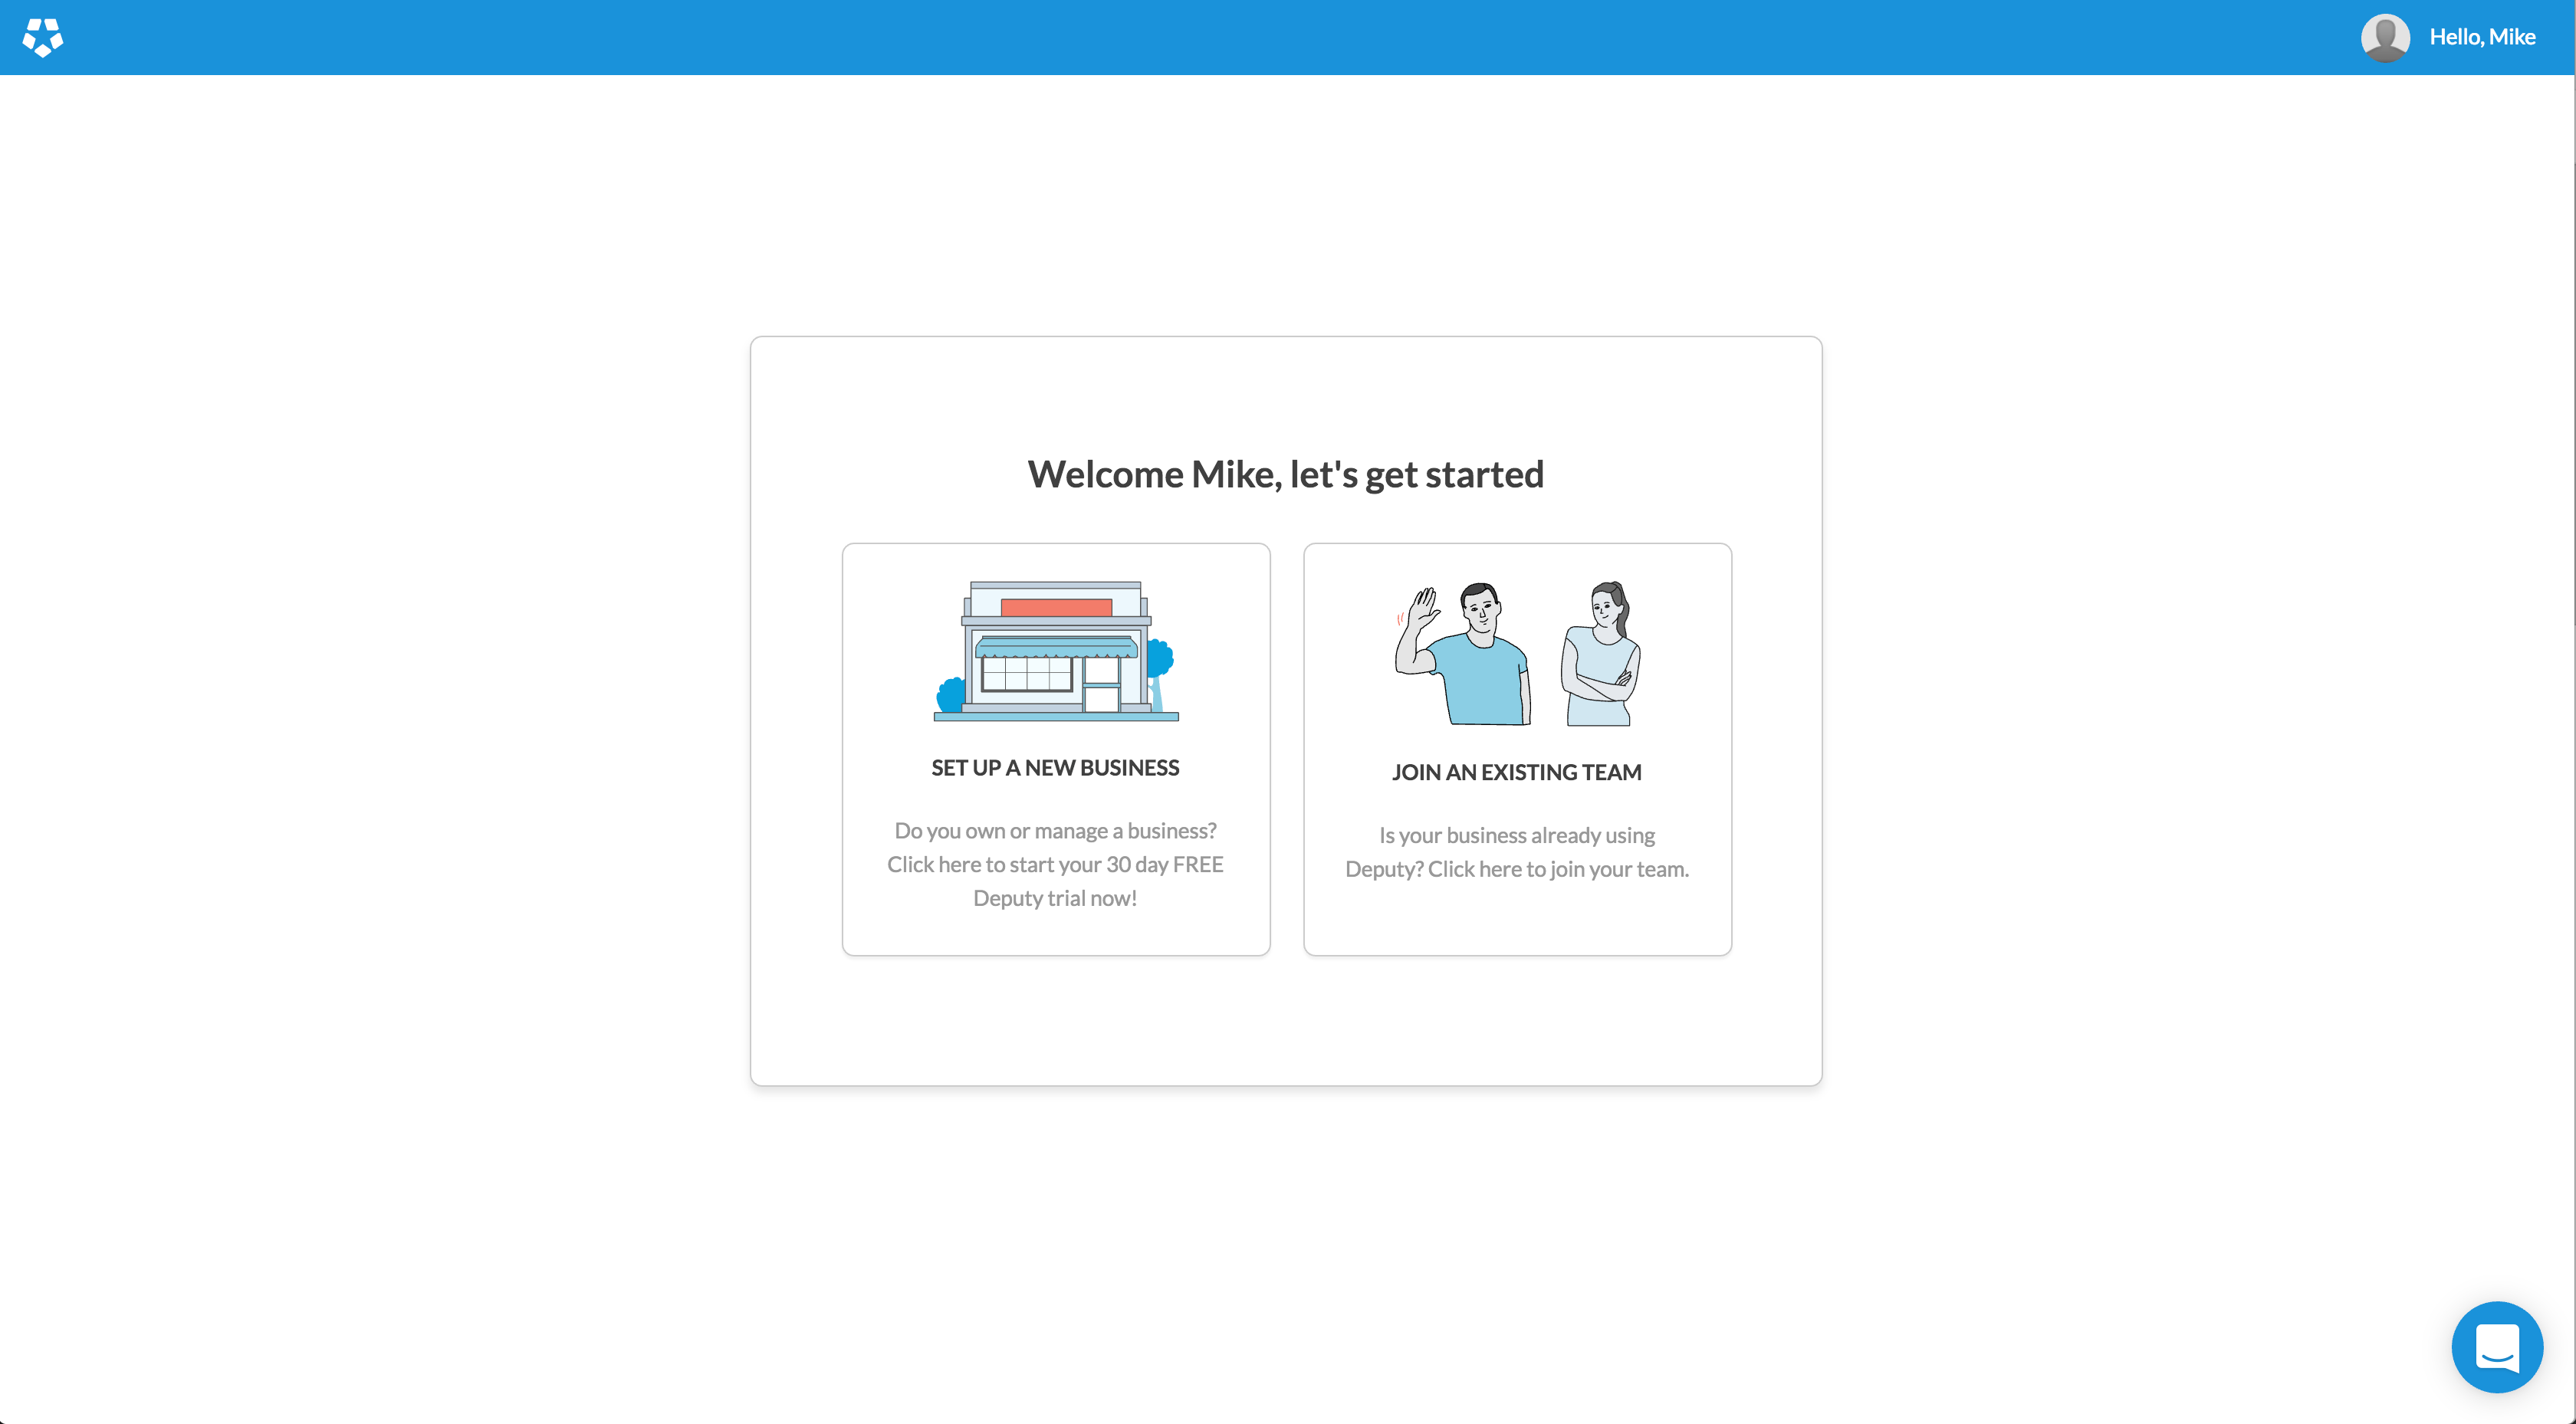 Hello, Mike
Welcome Mike, let's get started
SET UP A NEW BUSINESS
Do you own or manage a business?
Click here to start your 30 day FREE
Deputy trial now!
JOIN AN EXISTING TEAM
Is your business already using
Deputy? Click here to join your team.